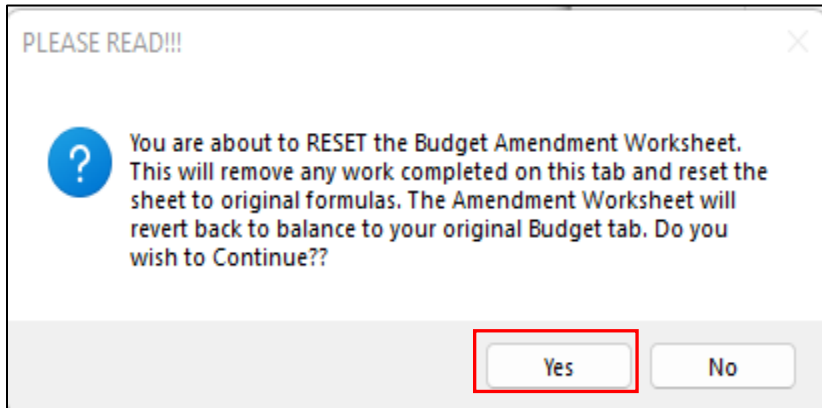 PLEASE READ!!!
?
You are about to RESET the Budget Amendment Worksheet.
This will remove any work completed on this tab and reset the
sheet to original formulas. The Amendment Worksheet will
revert back to balance to your original Budget tab. Do you
wish to Continue??
Yes
No